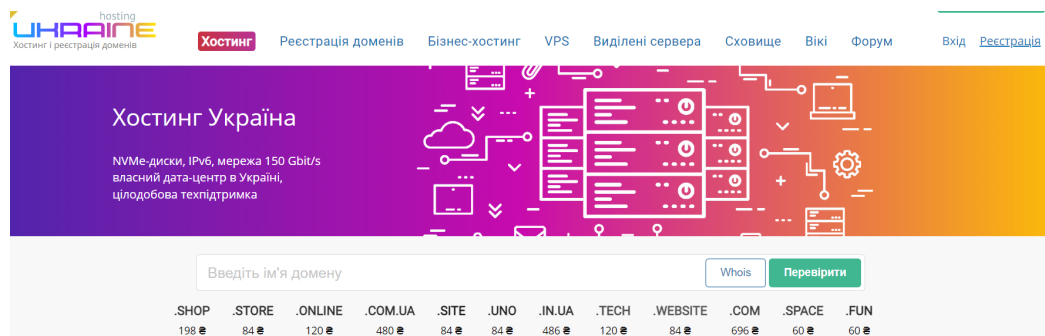 hosting
UKRAINE
Хостинг і реєстрація доменів
Хостинг Реєстрація доменів Бізнес-хостинг VPS Виділені сервера Сховище Вікі Форум Вхід Реєстрація
Хостинг Україна
NVMe-диски, IPv6, мережа 150 Gbit/s
власний дата-центр в Україні,
цілодобова техпідтримка
Введіть ім'я домену Whois Перевірити
.SHOP .STORE .ONLINE .COM.UA .SITE .UNO .IN.UA .TECH .WEBSITE .COM .SPACE .FUN
198 ₴ 84 ₴ 120 ₴ 480 ₴ 84 ₴ 84 ₴ 486 ₴ 120 ₴ 84 ₴ 696 ₴ 60 ₴ 60 ₴